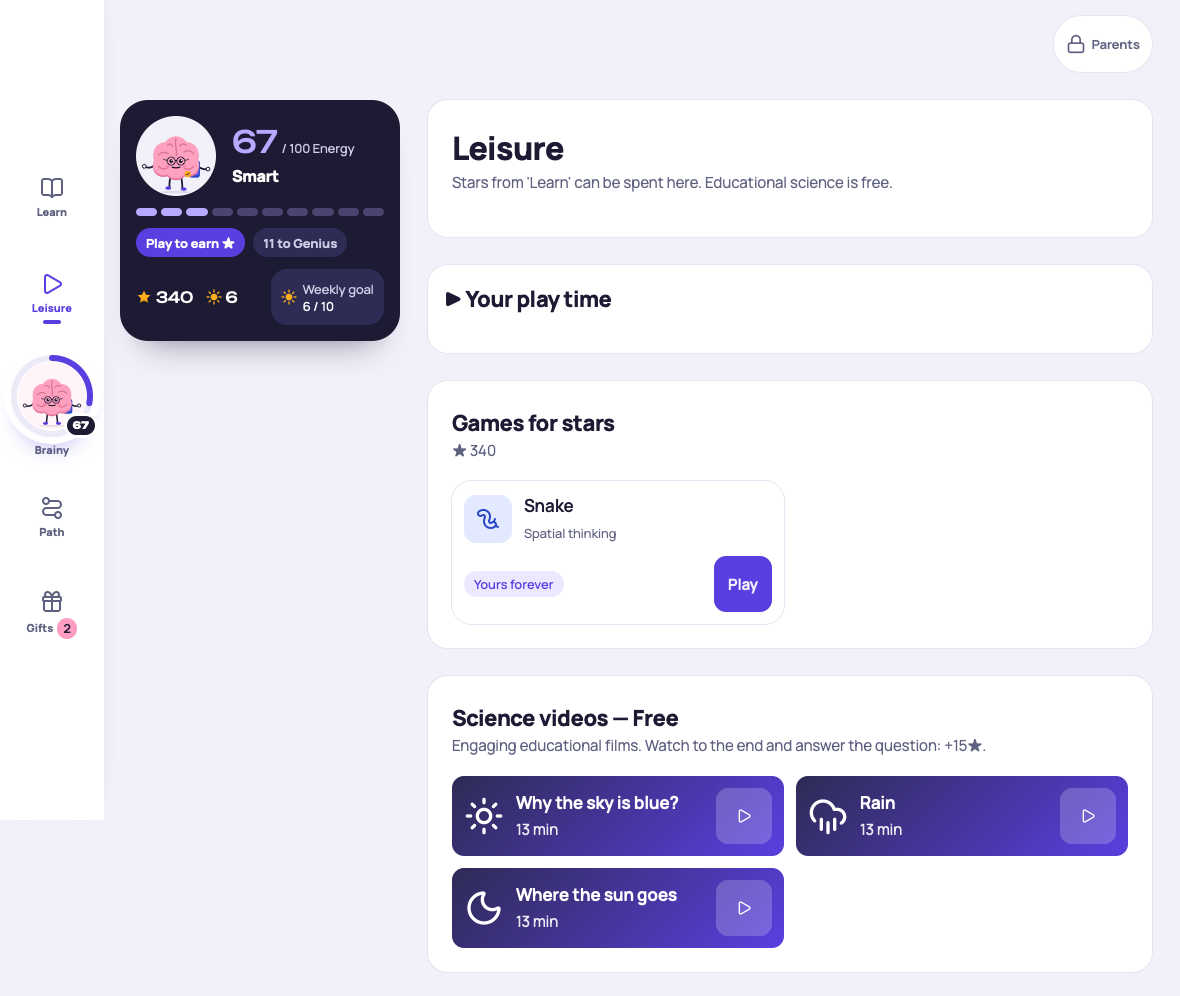 Parents
Learn
Leisure
67
Brainy
Path
Gifts 2
67 / 100 Energy
Smart
Play to earn ★
11 to Genius
340
6
Weekly goal
6 / 10
Leisure
Stars from 'Learn' can be spent here. Educational science is free.
Your play time
Games for stars
★ 340
Snake
Spatial thinking
Yours forever
Play
Science videos — Free
Engaging educational films. Watch to the end and answer the question: +15★.
Why the sky is blue?
13 min
Rain
13 min
Where the sun goes
13 min